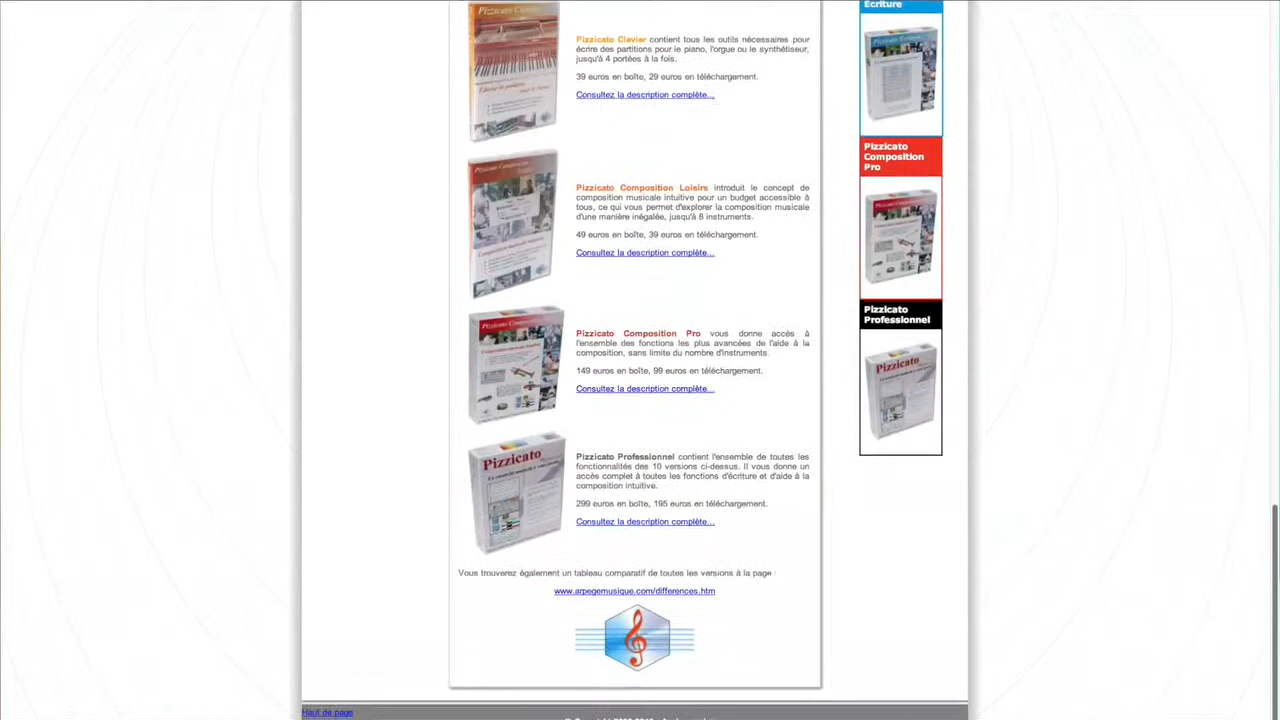 Pizzicato Clavier contient tous les outils nécessaires pour
écrire des partitions pour le piano, l'orgue ou le synthétiseur,
jusqu'à 4 portées à la fois.
39 euros en boîte, 29 euros en téléchargement.
Consultez la description complète...
Pizzicato Composition Loisirs introduit le concept de
composition musicale intuitive pour un budget accessible à
tous, ce qui vous permet d'explorer la composition musicale
d'une manière inégalée, jusqu'à 8 instruments.
49 euros en boîte, 39 euros en téléchargement.
Consultez la description complète...
Pizzicato Composition Pro vous donne accès à
l'ensemble des fonctions les plus avancées de l'aide à la
composition, sans limite du nombre d'instruments.
149 euros en boîte, 99 euros en téléchargement.
Consultez la description complète...
Pizzicato
Pizzicato Professionnel contient l'ensemble de toutes les
fonctionnalités des 10 versions ci-dessus. Il vous donne un
accès complet à toutes les fonctions d'écriture et d'aide à la
composition intuitive.
299 euros en boîte, 195 euros en téléchargement.
Consultez la description complète...
Vous trouverez également un tableau comparatif de toutes les versions à la page :
www.arpegemusique.com/differences.htm
Ecriture
Pizzicato
Composition
Pro
Pizzicato
Professionnel
Pizzicato
Haut de page